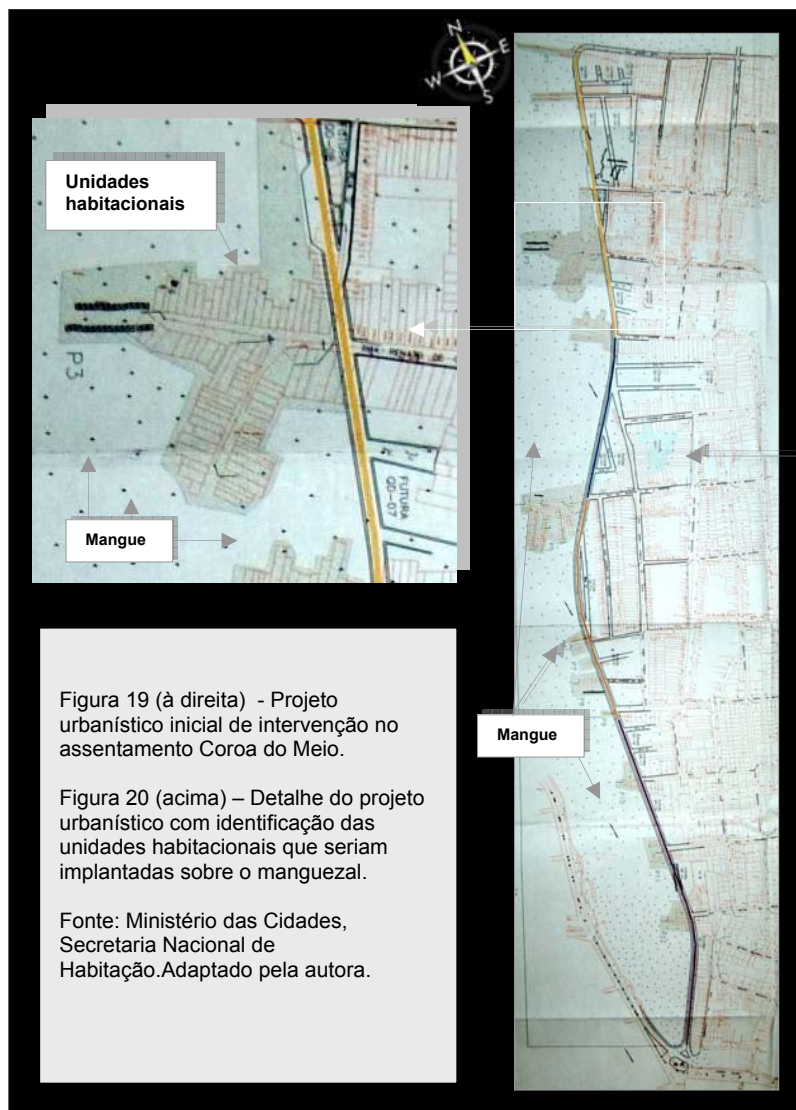 N
E
W
S
Unidades
habitacionais
P3
FUTURA
QD-07
Mangue
Mangue
Figura 19 (à direita) - Projeto
urbanístico inicial de intervenção no
assentamento Coroa do Meio.
Figura 20 (acima) – Detalhe do projeto
urbanístico com identificação das
unidades habitacionais que seriam
implantadas sobre o manguezal.
Fonte: Ministério das Cidades,
Secretaria Nacional de
Habitação.Adaptado pela autora.